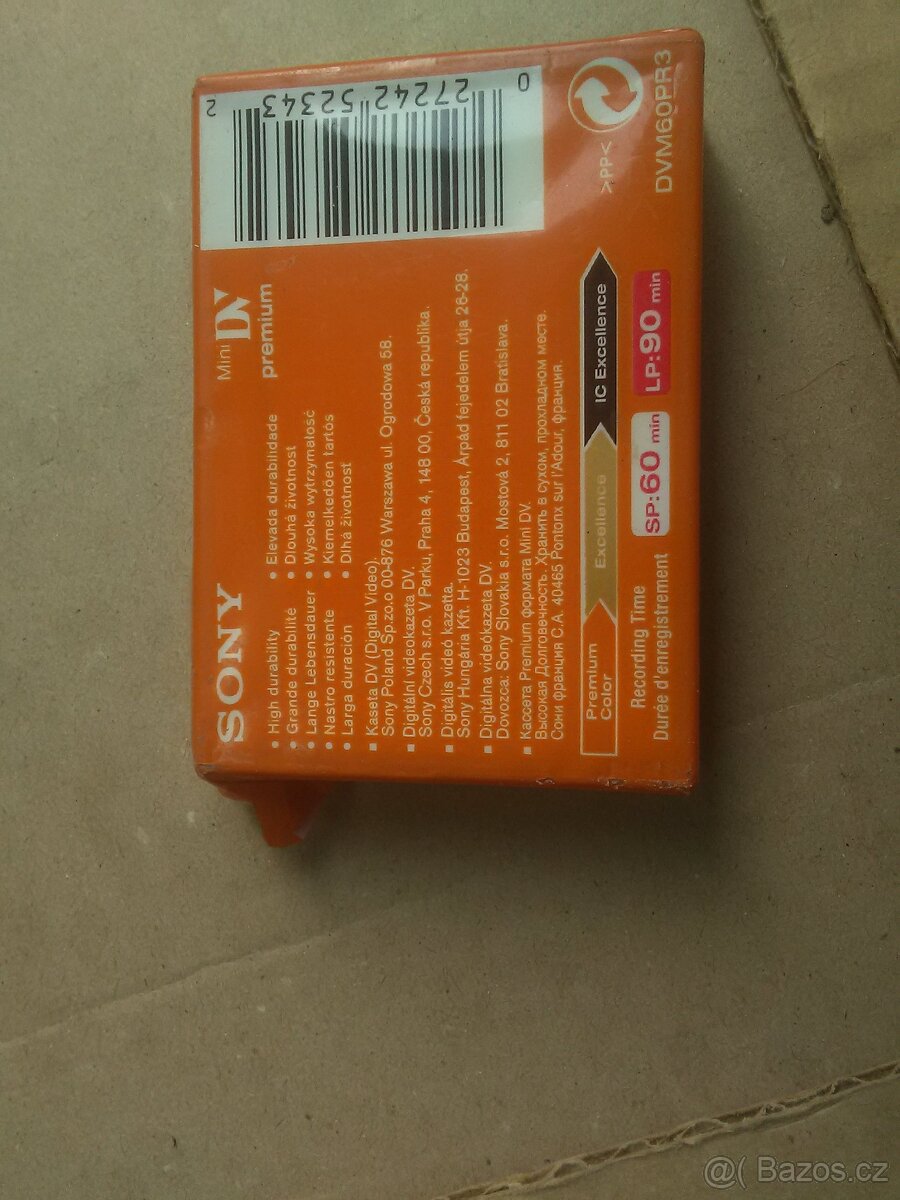 SONY
Mini DV
premium
• High durability
• Grande durabilité
• Lange Lebensdauer
• Nastro resistente
• Larga duración
• Elevada durabilidade
• Dlouhá životnost
• Wysoka wytrzymałość
• Kiemelkedően tartós
• Dlhá životnost
▪ Kaseta DV (Digital Video).
Sony Poland Sp.zo.o 00-876 Warszawa ul. Ogrodowa 58.
▪ Digitální videokazeta DV.
Sony Czech s.r.o. V Parku, Praha 4, 148 00, Česká republika.
▪ Digitális videó kazetta.
Sony Hungária Kft. H-1023 Budapest, Árpád fejedelem útja 26-28.
▪ Digitálna videokazeta DV.
Dovozca: Sony Slovakia s.r.o. Mostová 2, 811 02 Bratislava.
▪ Кассета Premium формата Mini DV.
Высокая Долговечность. Хранить в сухом, прохладном месте.
Сони франция С.А. 40465 Pontonx sur l'Adour, франция.
Premium
Color
Excellence
IC Excellence
Recording Time
Durée d'enregistrement
SP:60 min
LP:90 min
0 27242 52343 2
>PP<
DVM60PR3
@( Bazos.cz